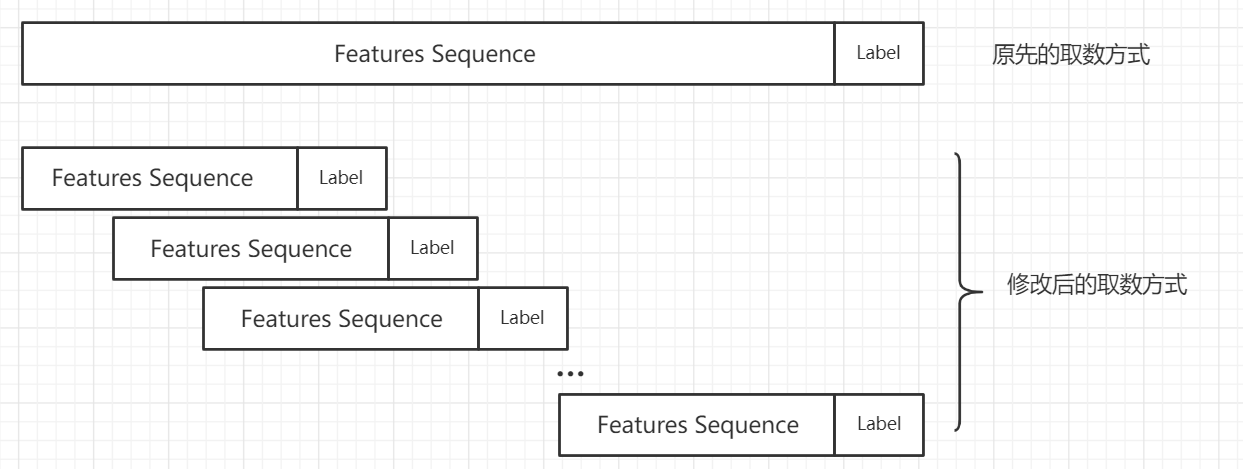 Features Sequence Label 原先的取数方式
Features Sequence Label
Features Sequence Label
Features Sequence Label
修改后的取数方式
...
Features Sequence Label